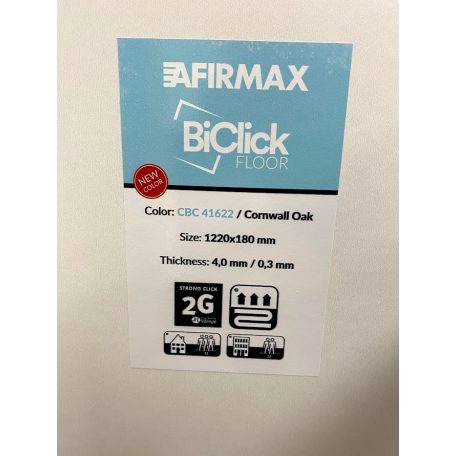 AFIRMAX
BiClick
FLOOR
NEW
COLOR
Color: CBC 41622 / Cornwall Oak
Size: 1220x180 mm
Thickness: 4,0 mm / 0,3 mm
STRONG CLICK
2G